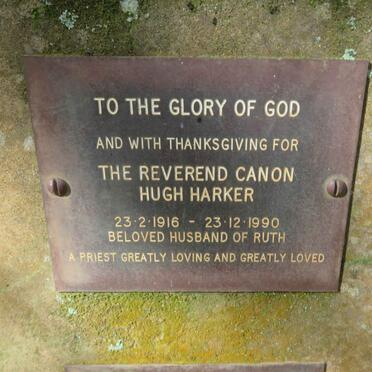 TO THE GLORY OF GOD
AND WITH THANKSGIVING FOR
THE REVEREND CANON
HUGH HARKER
23·2·1916 - 23·12·1990
BELOVED HUSBAND OF RUTH
A PRIEST GREATLY LOVING AND GREATLY LOVED